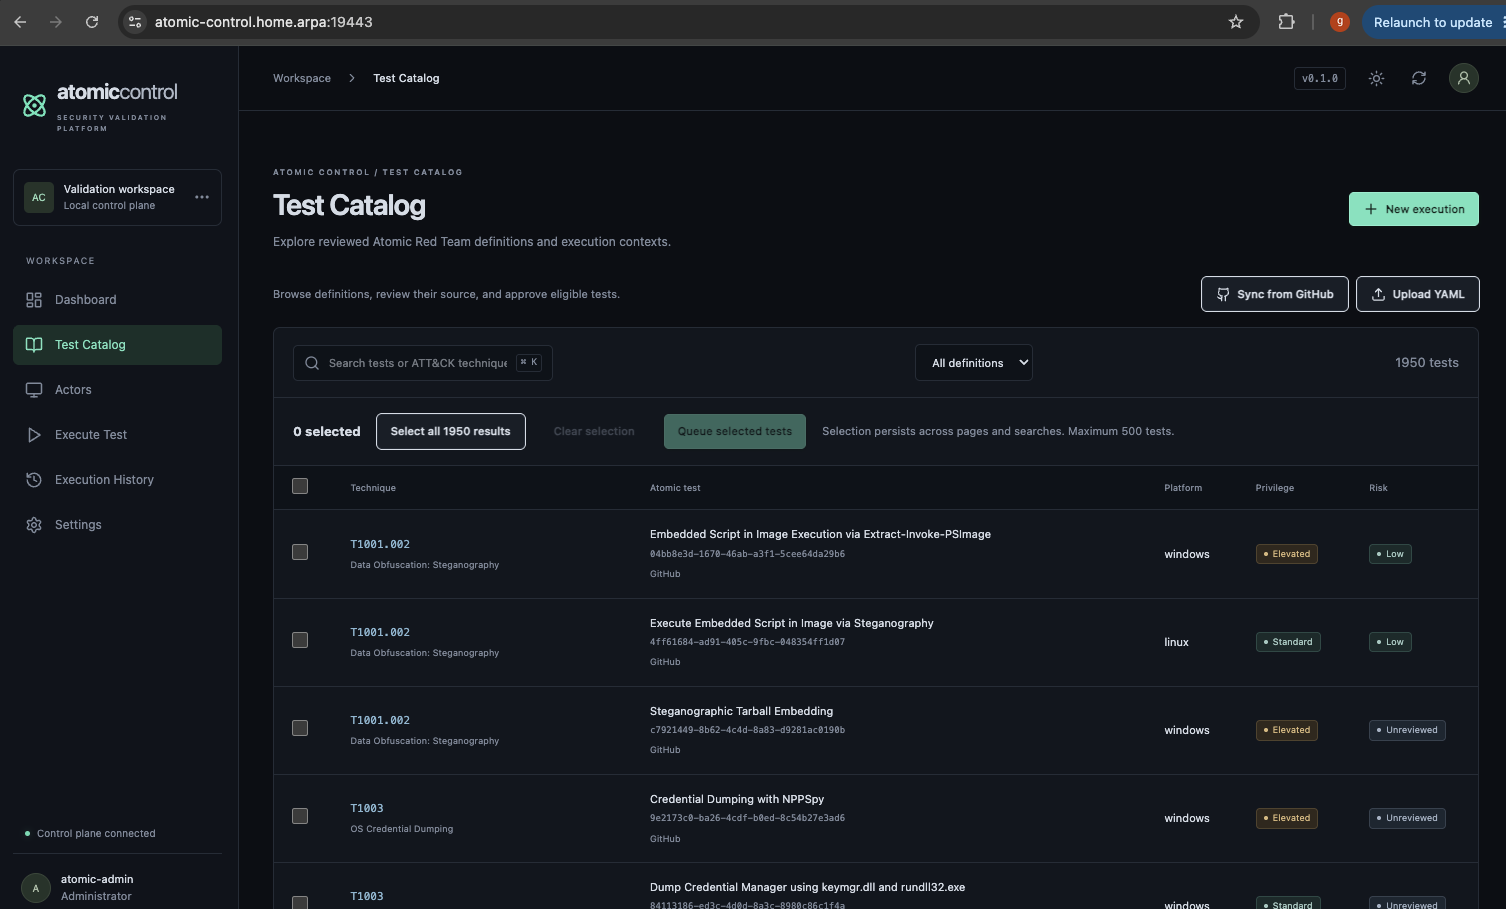 atomic-control.home.arpa:19443
g
Relaunch to update
atomiccontrol
SECURITY VALIDATION
PLATFORM
Workspace > Test Catalog
v0.1.0
AC
Validation workspace
Local control plane
WORKSPACE
Dashboard
Test Catalog
Actors
Execute Test
Execution History
Settings
Control plane connected
A
atomic-admin
Administrator
ATOMIC CONTROL / TEST CATALOG
Test Catalog
New execution
Explore reviewed Atomic Red Team definitions and execution contexts.
Browse definitions, review their source, and approve eligible tests.
Sync from GitHub
Upload YAML
Search tests or ATT&CK technique
⌘ K
All definitions
1950 tests
0 selected
Select all 1950 results
Clear selection
Queue selected tests
Selection persists across pages and searches. Maximum 500 tests.
Technique Atomic test Platform Privilege Risk
T1001.002
Data Obfuscation: Steganography
Embedded Script in Image Execution via Extract-Invoke-PSImage
04bb8e3d-1670-46ab-a3f1-5cee64da29b6
GitHub
windows
Elevated
Low
T1001.002
Data Obfuscation: Steganography
Execute Embedded Script in Image via Steganography
4ff61684-ad91-405c-9fbc-048354ff1d07
GitHub
linux
Standard
Low
T1001.002
Data Obfuscation: Steganography
Steganographic Tarball Embedding
c7921449-8b62-4c4d-8a83-d9281ac0190b
GitHub
windows
Elevated
Unreviewed
T1003
OS Credential Dumping
Credential Dumping with NPPSpy
9e2173c0-ba26-4cdf-b0ed-8c54b27e3ad6
GitHub
windows
Elevated
Unreviewed
T1003
Dump Credential Manager using keymgr.dll and rundll32.exe
84113186-ed3c-4d0d-8a3c-8980c86c1f4a
windows
Standard
Unreviewed